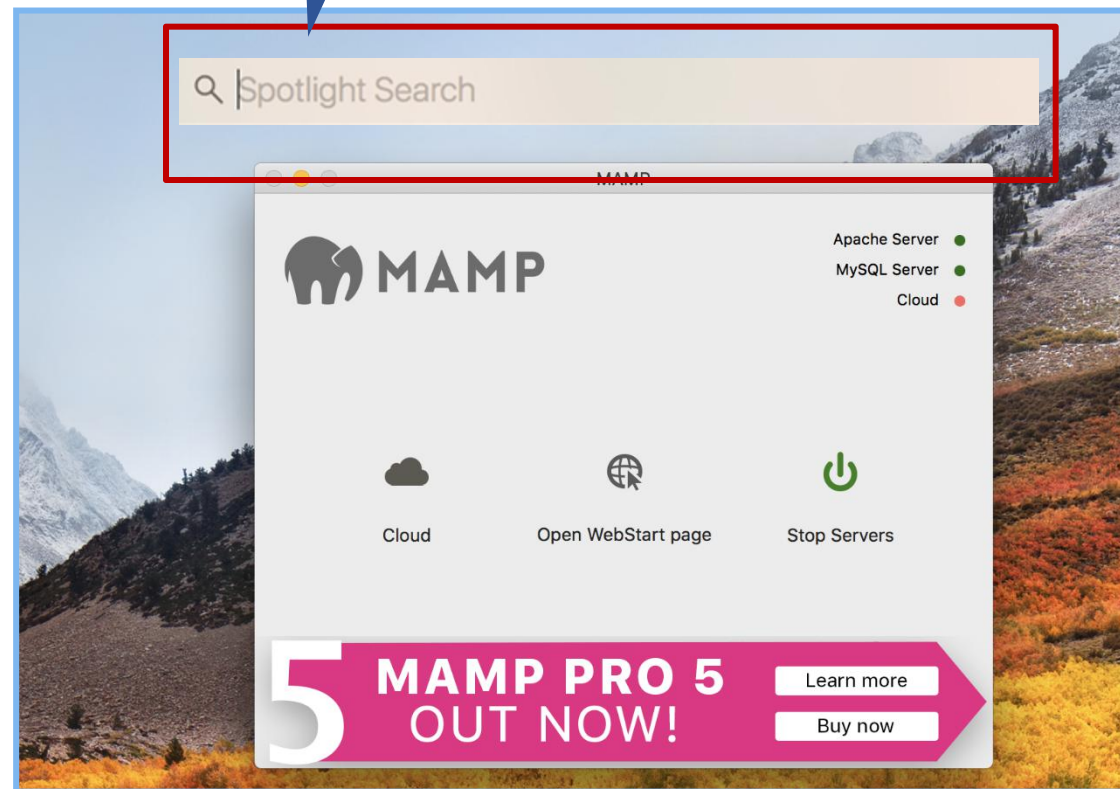 Spotlight Search
MAMP
MAMP
Apache Server
MySQL Server
Cloud
Cloud
Open WebStart page
Stop Servers
5
MAMP PRO 5
OUT NOW!
Learn more
Buy now